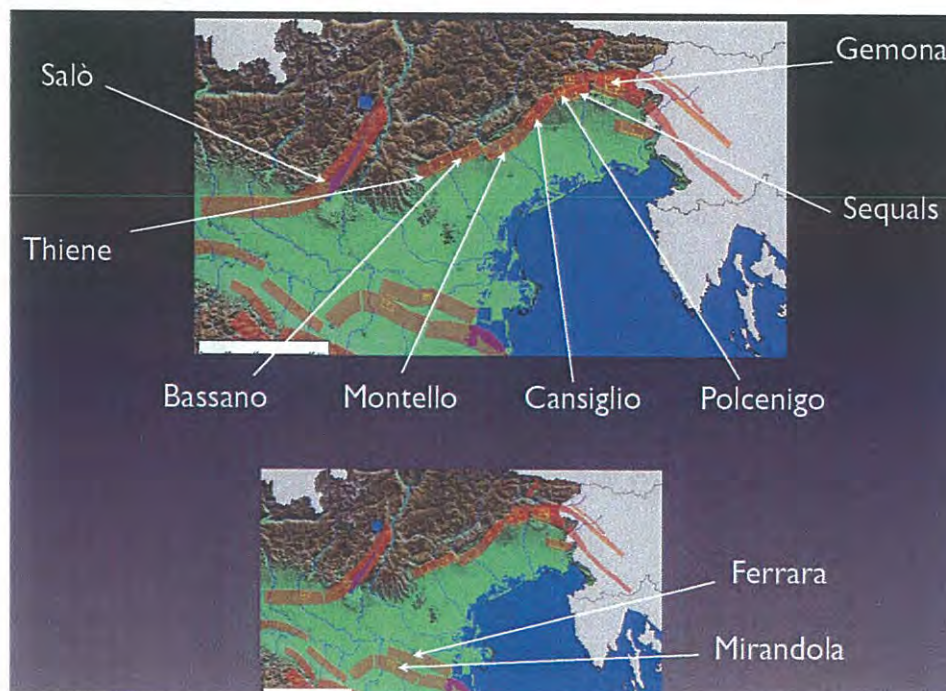 Gemona
Salò
Sequals
Thiene
Bassano
Montello
Cansiglio
Polcenigo
Ferrara
Mirandola